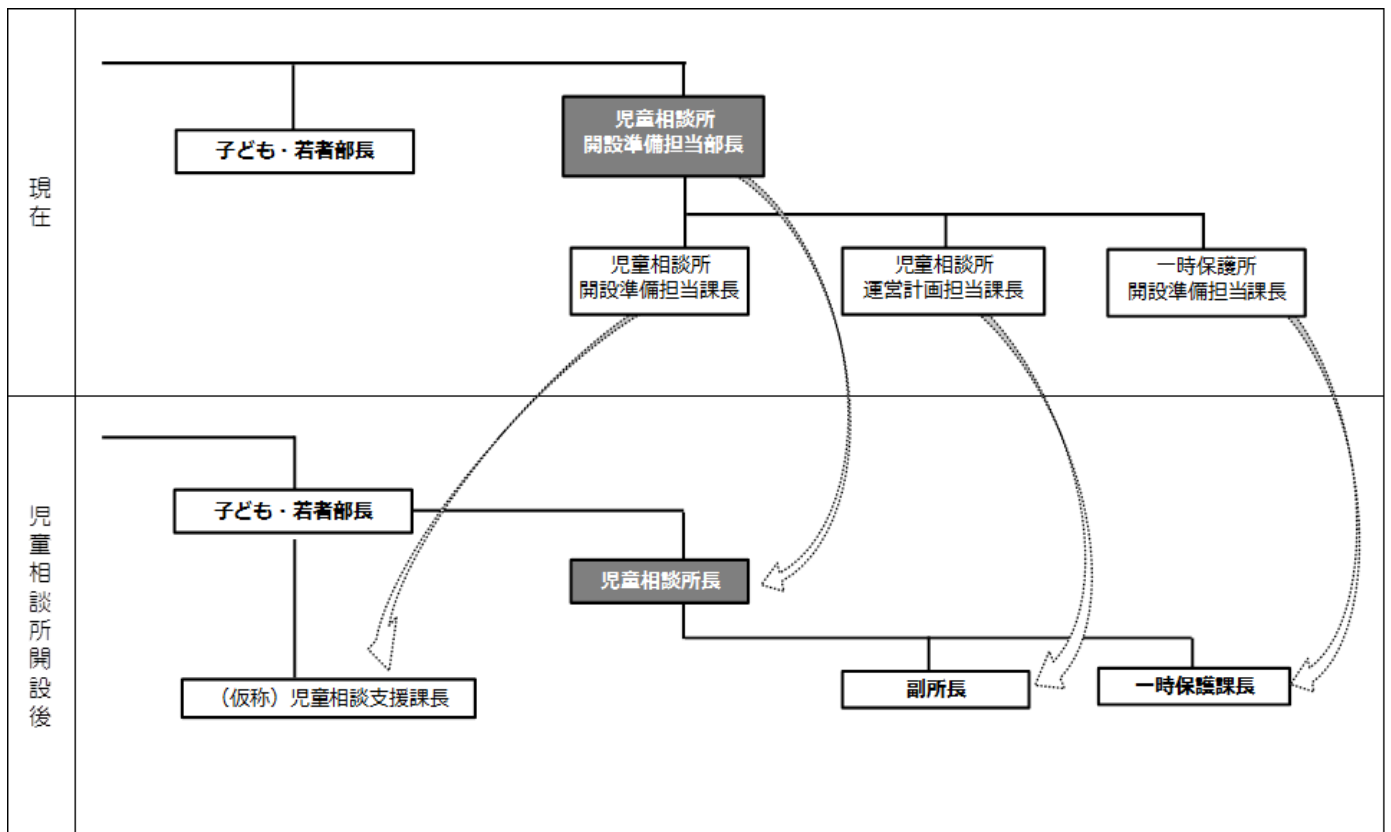 現在
子ども・若者部長
児童相談所
開設準備担当部長
児童相談所
開設準備担当課長
児童相談所
運営計画担当課長
一時保護所
開設準備担当課長
児童相談所開設後
子ども・若者部長
児童相談所長
（仮称）児童相談支援課長
副所長
一時保護課長